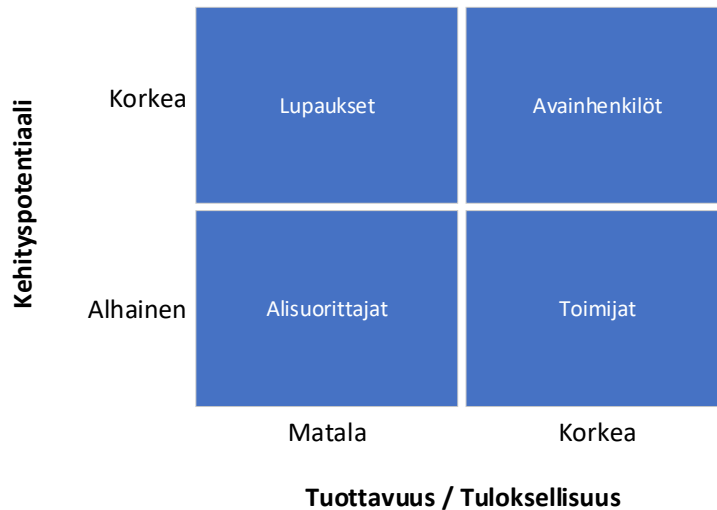 Kehityspotentiaali
Korkea
Lupaukset
Avainhenkilöt
Alhainen
Alisuorittajat
Toimijat
Matala
Korkea
Tuottavuus / Tuloksellisuus